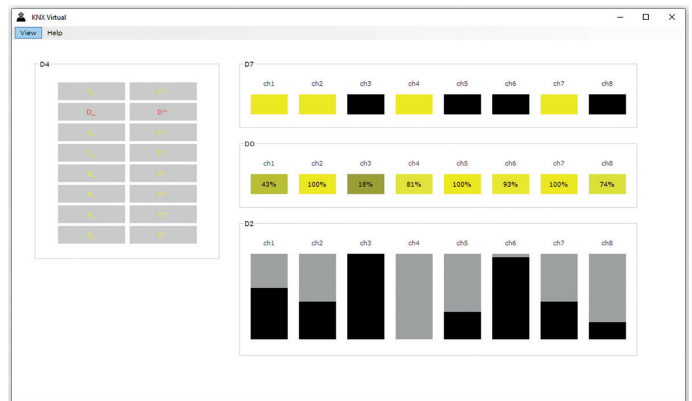 KNX Virtual
View Help
D4
D_ D^
D7
ch1 ch2 ch3 ch4 ch5 ch6 ch7 ch8
D0
ch1 ch2 ch3 ch4 ch5 ch6 ch7 ch8
43% 100% 18% 81% 100% 93% 100% 74%
D2
ch1 ch2 ch3 ch4 ch5 ch6 ch7 ch8